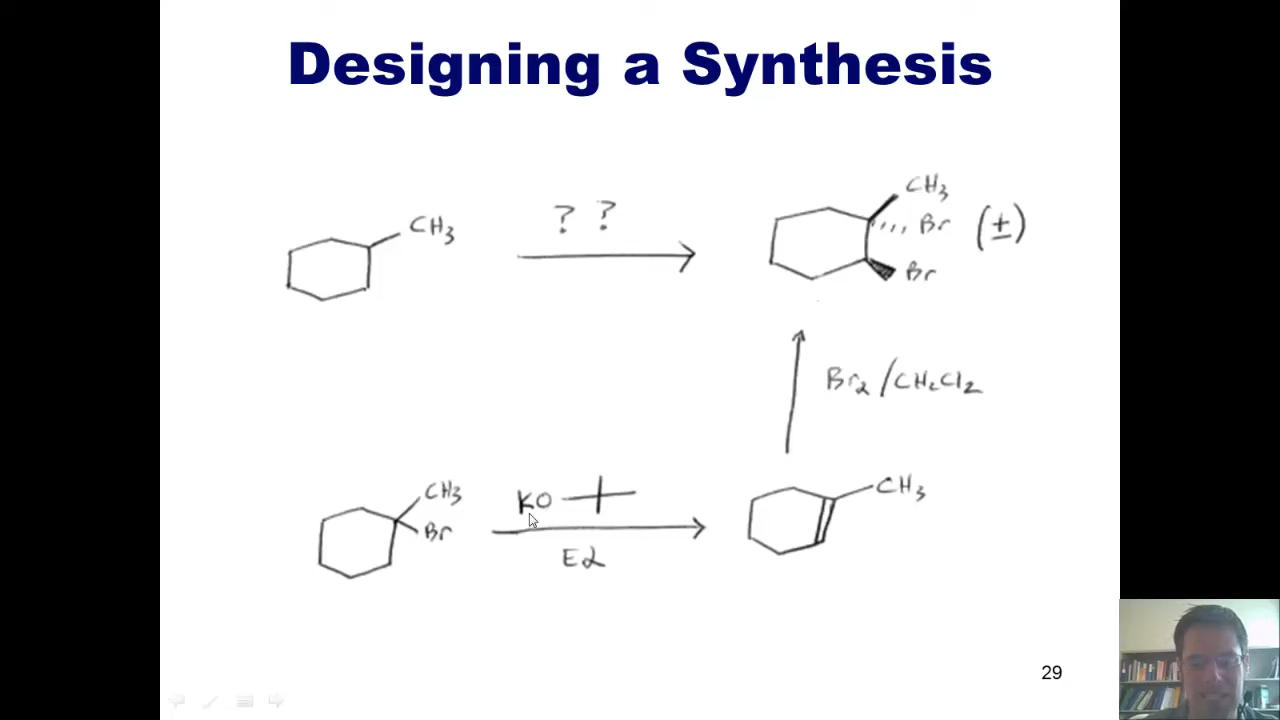 Designing a Synthesis
CH3
? ?
CH3
Br
(±)
Br
Br2 /CH2Cl2
CH3
Br
KO
E2
CH3
29